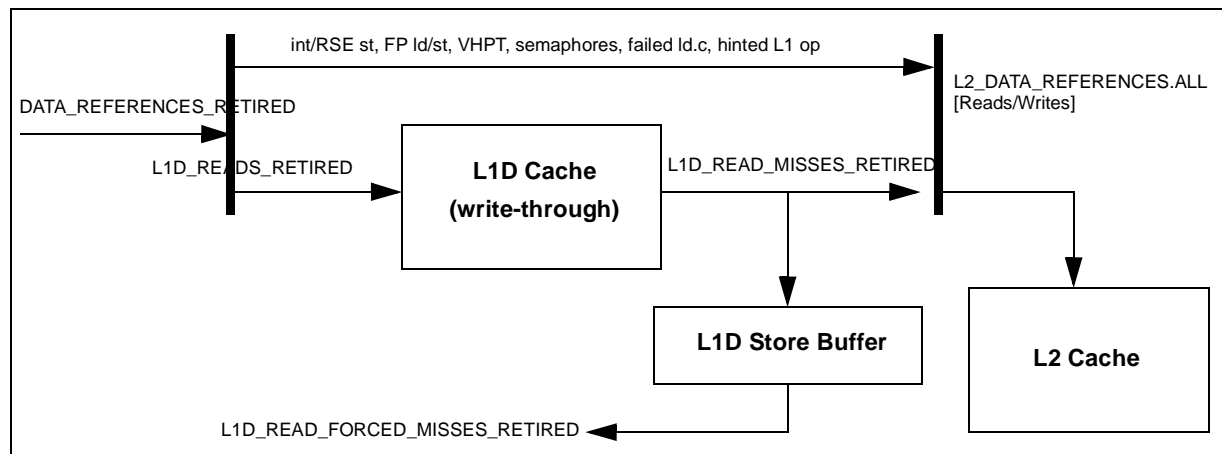 int/RSE st, FP ld/st, VHPT, semaphores, failed ld.c, hinted L1 op
L2_DATA_REFERENCES.ALL
[Reads/Writes]
DATA_REFERENCES_RETIRED
L1D_READS_RETIRED
L1D Cache
(write-through)
L1D_READ_MISSES_RETIRED
L1D Store Buffer
L2 Cache
L1D_READ_FORCED_MISSES_RETIRED